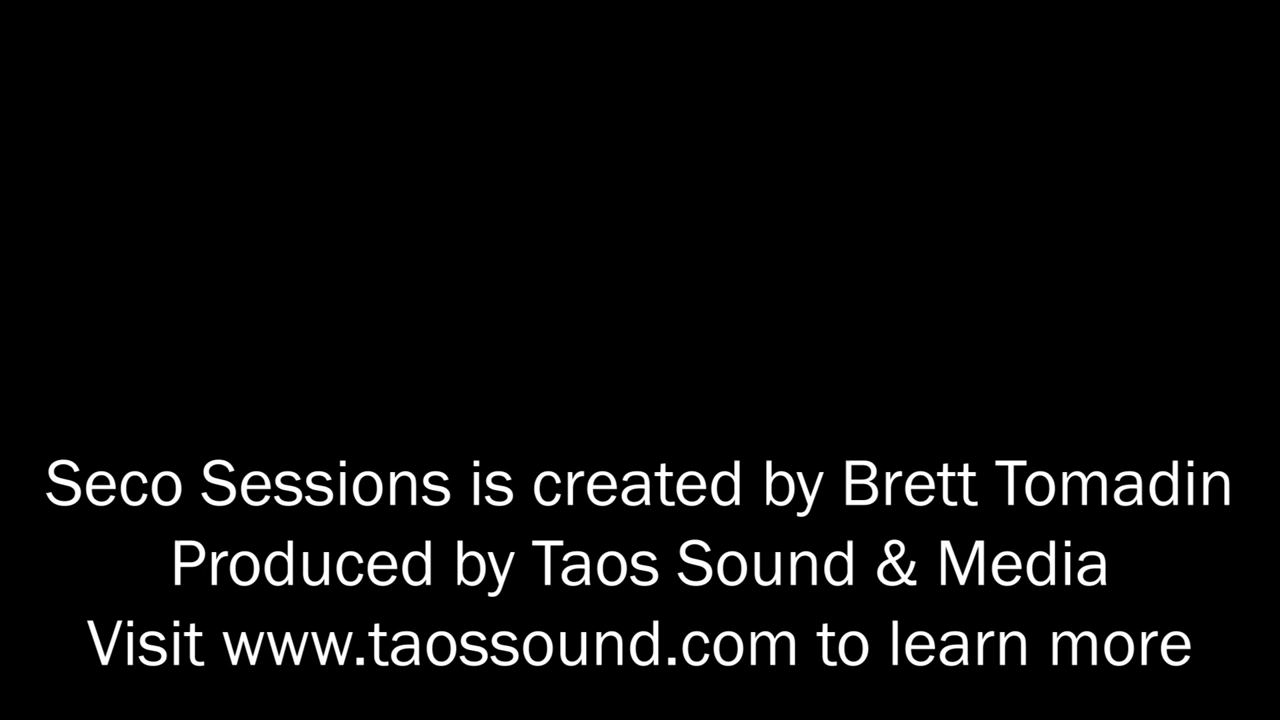 Seco Sessions is created by Brett Tomadin
Produced by Taos Sound & Media
Visit www.taossound.com to learn more